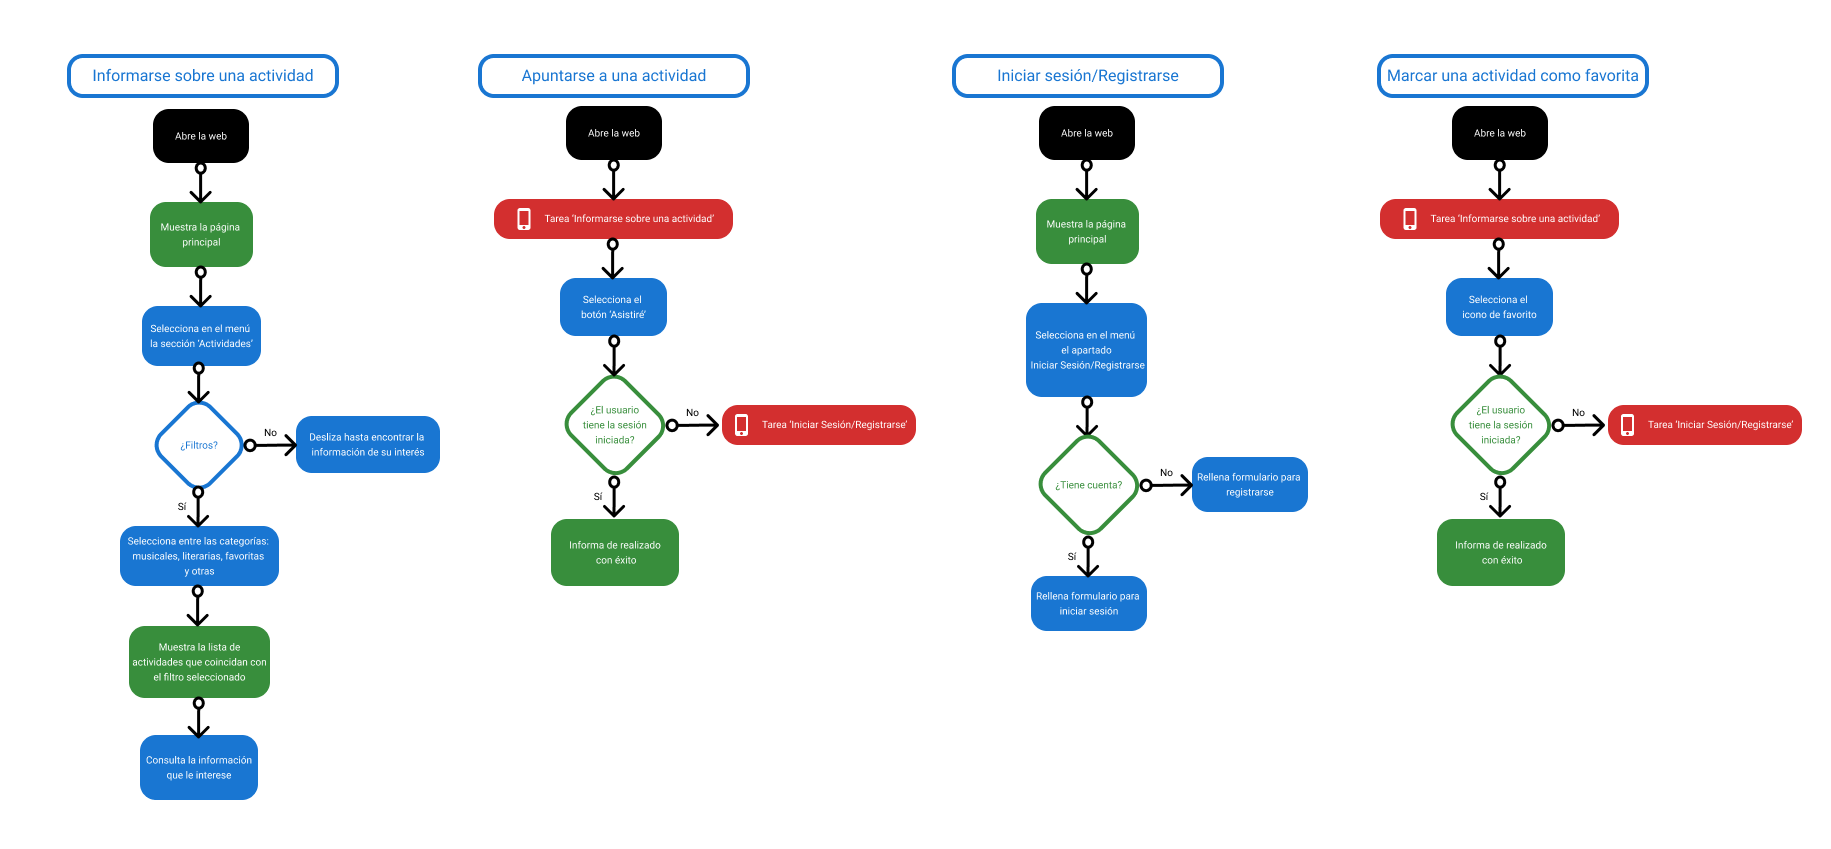 Informarse sobre una actividad
Abre la web
Muestra la página
principal
Selecciona en el menú
la sección ‘Actividades’
¿Filtros?
No
Desliza hasta encontrar la
información de su interés
Sí
Selecciona entre las categorías:
musicales, literarias, favoritas
y otras
Muestra la lista de
actividades que coincidan con
el filtro seleccionado
Consulta la información
que le interese
Apuntarse a una actividad
Abre la web
Tarea ‘Informarse sobre una actividad’
Selecciona el
botón ‘Asistiré’
¿El usuario
tiene la sesión
iniciada?
No
Tarea ‘Iniciar Sesión/Registrarse’
Sí
Informa de realizado
con éxito
Iniciar sesión/Registrarse
Abre la web
Muestra la página
principal
Selecciona en el menú
el apartado
Iniciar Sesión/Registrarse
¿Tiene cuenta?
No
Rellena formulario para
registrarse
Sí
Rellena formulario para
iniciar sesión
Marcar una actividad como favorita
Abre la web
Tarea ‘Informarse sobre una actividad’
Selecciona el
icono de favorito
¿El usuario
tiene la sesión
iniciada?
No
Tarea ‘Iniciar Sesión/Registrarse’
Sí
Informa de realizado
con éxito